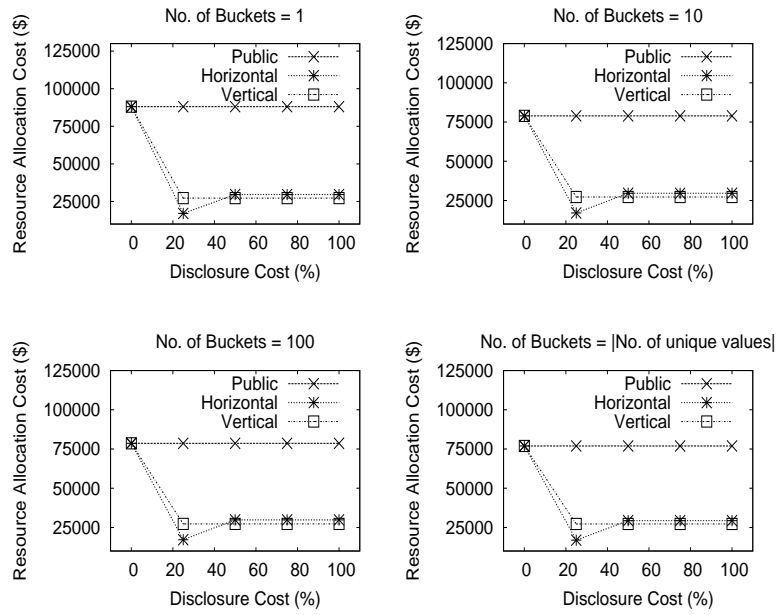 No. of Buckets = 1
Resource Allocation Cost ($)
125000
100000
75000
50000
25000
Public
Horizontal
Vertical
0 20 40 60 80 100
Disclosure Cost (%)
No. of Buckets = 10
Resource Allocation Cost ($)
125000
100000
75000
50000
25000
Public
Horizontal
Vertical
0 20 40 60 80 100
Disclosure Cost (%)
No. of Buckets = 100
Resource Allocation Cost ($)
125000
100000
75000
50000
25000
Public
Horizontal
Vertical
0 20 40 60 80 100
Disclosure Cost (%)
No. of Buckets = |No. of unique values|
Resource Allocation Cost ($)
125000
100000
75000
50000
25000
Public
Horizontal
Vertical
0 20 40 60 80 100
Disclosure Cost (%)